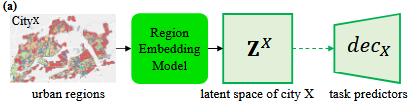 (a)
CityX
Region
Embedding
Model
Z^X
dec_X
urban regions
latent space of city X
task predictors